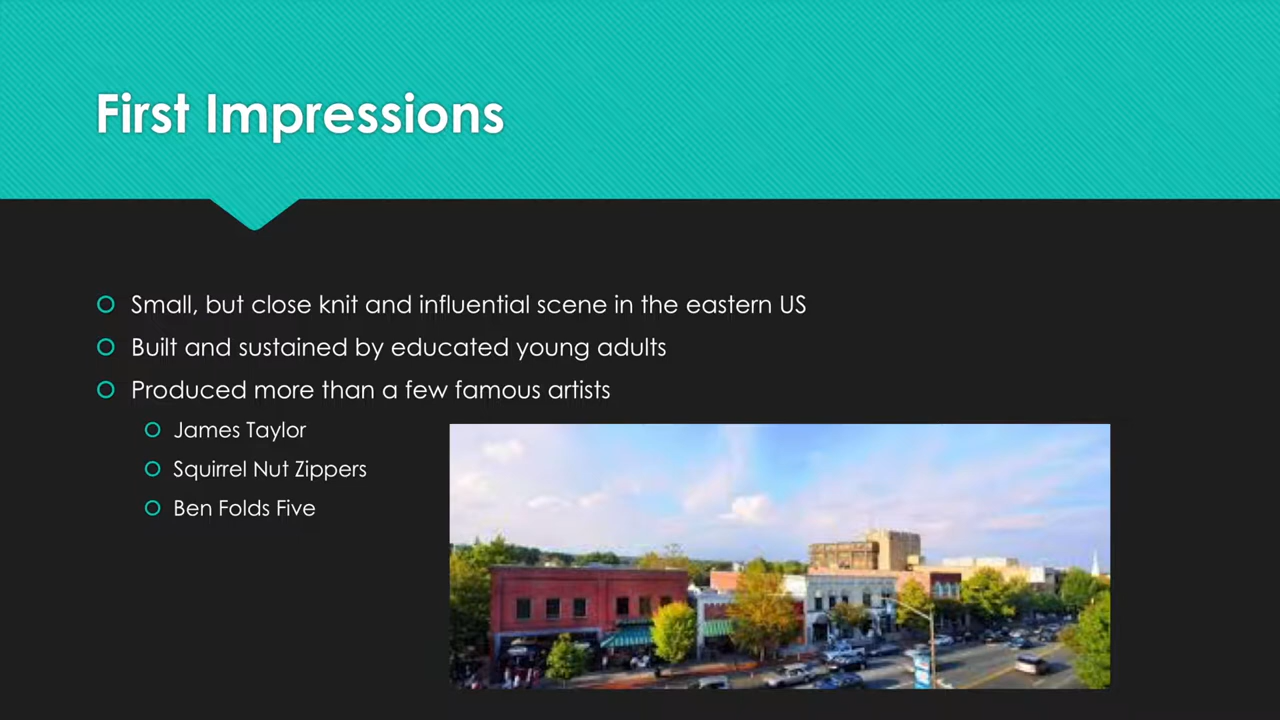 First Impressions
Small, but close knit and influential scene in the eastern US
Built and sustained by educated young adults
Produced more than a few famous artists
James Taylor
Squirrel Nut Zippers
Ben Folds Five